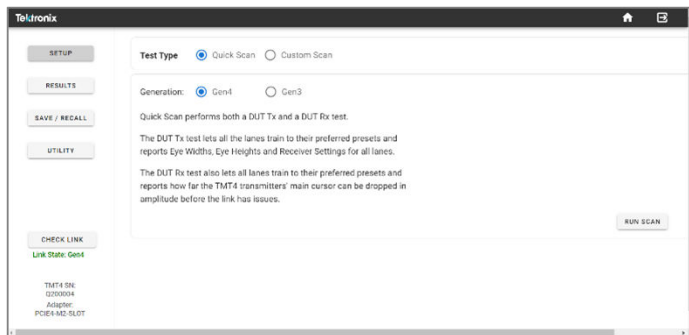 Tektronix
SETUP
RESULTS
SAVE / RECALL
UTILITY
CHECK LINK
Link State: Gen4
TMT4 SN:
Q200004
Adapter:
PCIE4-M2-SLOT
Test Type Quick Scan Custom Scan
Generation: Gen4 Gen3
Quick Scan performs both a DUT Tx and a DUT Rx test.
The DUT Tx test lets all the lanes train to their preferred presets and
reports Eye Widths, Eye Heights and Receiver Settings for all lanes.
The DUT Rx test also lets all lanes train to their preferred presets and
reports how far the TMT4 transmitters' main cursor can be dropped in
amplitude before the link has issues.
RUN SCAN